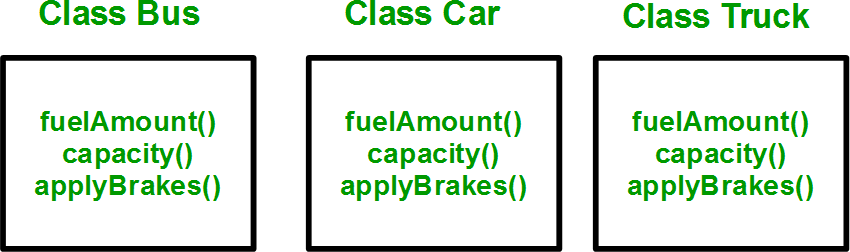 Class Bus
fuelAmount()
capacity()
applyBrakes()
Class Car
fuelAmount()
capacity()
applyBrakes()
Class Truck
fuelAmount()
capacity()
applyBrakes()